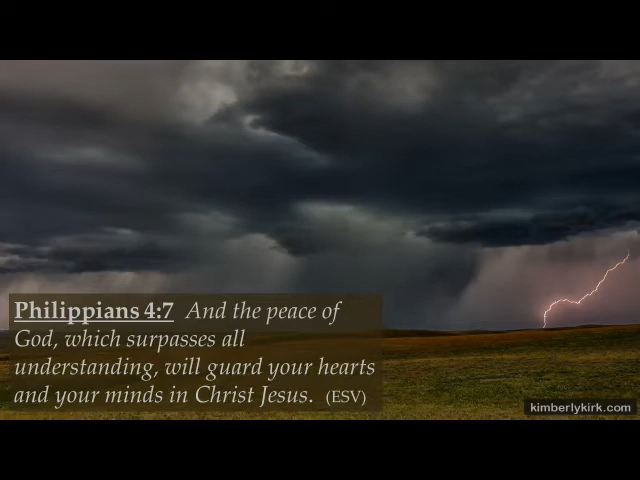 Philippians 4:7 And the peace of
God, which surpasses all
understanding, will guard your hearts
and your minds in Christ Jesus. (ESV)
kimberlykirk.com